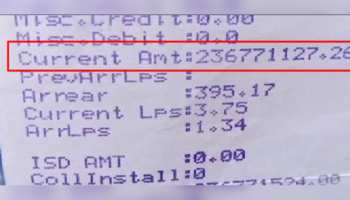 Misc.Credit:0.00
Misc.Debit :0.0
Current Amt:236771127.26
PrevArrLps :
Arrear :395.17
Current Lps:3.75
ArrLps :1.34
ISD AMT :0.00
CollInstall:0